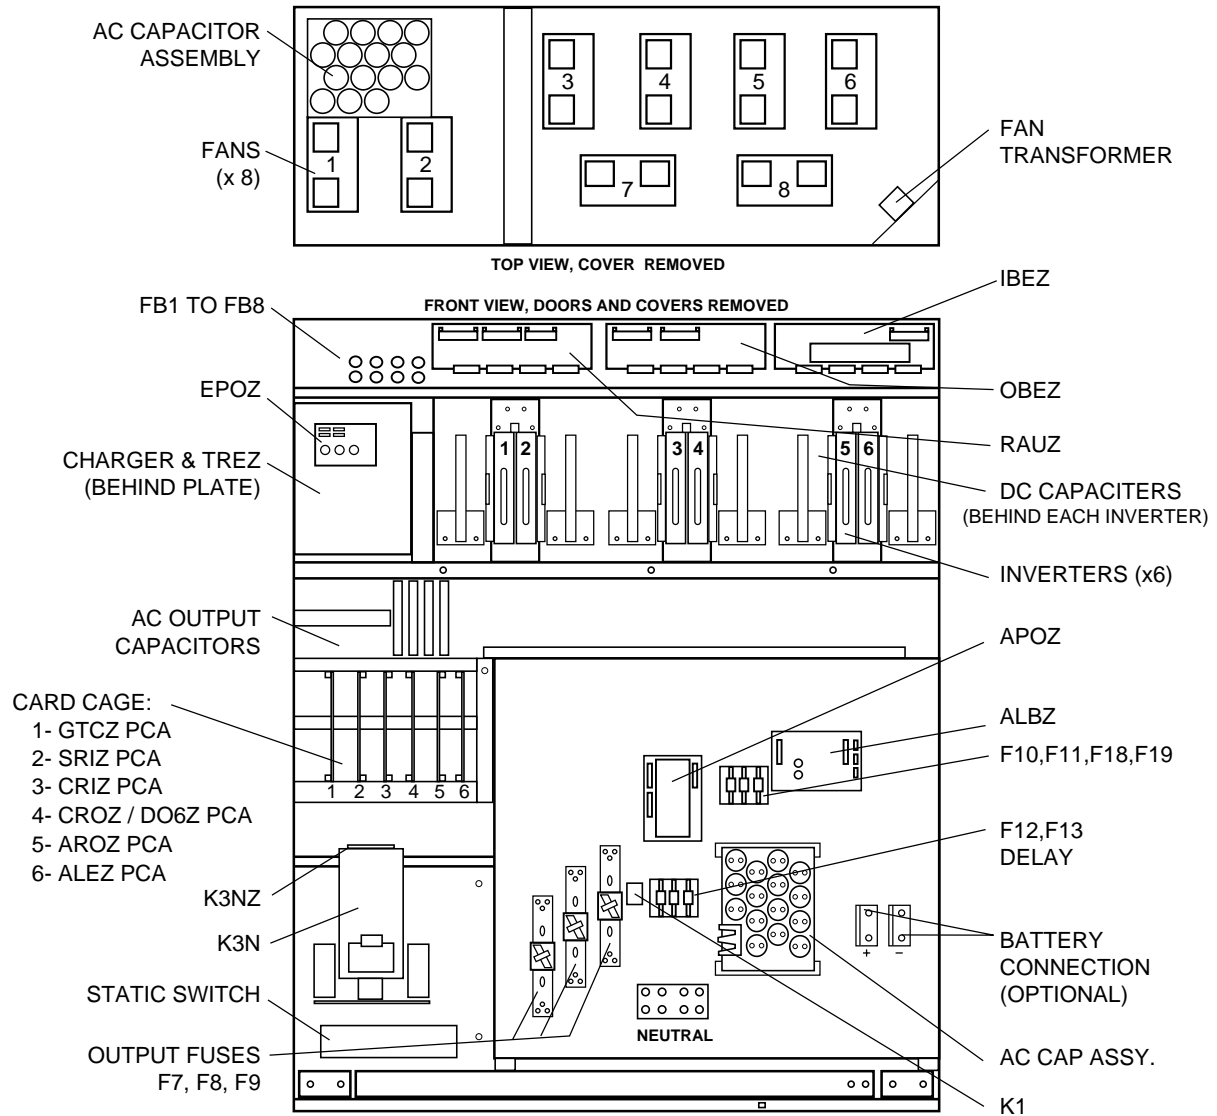 AC CAPACITOR
ASSEMBLY
3
4
5
6
FANS
(x 8)
1
2
7
8
FAN
TRANSFORMER
TOP VIEW, COVER REMOVED
FRONT VIEW, DOORS AND COVERS REMOVED
FB1 TO FB8
IBEZ
EPOZ
OBEZ
CHARGER & TREZ
(BEHIND PLATE)
1 2
3 4
5 6
RAUZ
DC CAPACITERS
(BEHIND EACH INVERTER)
INVERTERS (x6)
AC OUTPUT
CAPACITORS
APOZ
CARD CAGE:
1- GTCZ PCA
2- SRIZ PCA
3- CRIZ PCA
4- CROZ / DO6Z PCA
5- AROZ PCA
6- ALEZ PCA
1 2 3 4 5 6
ALBZ
F10,F11,F18,F19
F12,F13
DELAY
K3NZ
K3N
+ −
BATTERY
CONNECTION
(OPTIONAL)
STATIC SWITCH
NEUTRAL
OUTPUT FUSES
F7, F8, F9
AC CAP ASSY.
K1